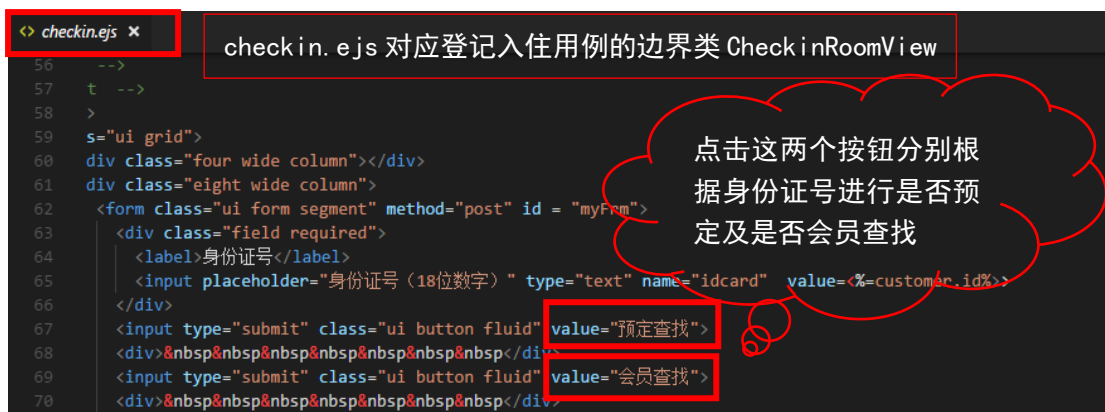 <> checkin.ejs ×
checkin.ejs 对应登记入住用例的边界类 CheckinRoomView
56 -->
57 t -->
58 >
59 s="ui grid">
60 div class="four wide column"></div>
61 div class="eight wide column">
62 <form class="ui form segment" method="post" id = "myFrm">
63 <div class="field required">
64 <label>身份证号</label>
65 <input placeholder="身份证号（18位数字）" type="text" name="idcard" value=<%=customer.id%>>
66 </div>
67 <input type="submit" class="ui button fluid" value="预定查找">
68 <div>&nbsp&nbsp&nbsp&nbsp&nbsp&nbsp&nbsp</div>
69 <input type="submit" class="ui button fluid" value="会员查找">
70 <div>&nbsp&nbsp&nbsp&nbsp&nbsp&nbsp&nbsp</div>
点击这两个按钮分别根
据身份证号进行是否预
定及是否会员查找